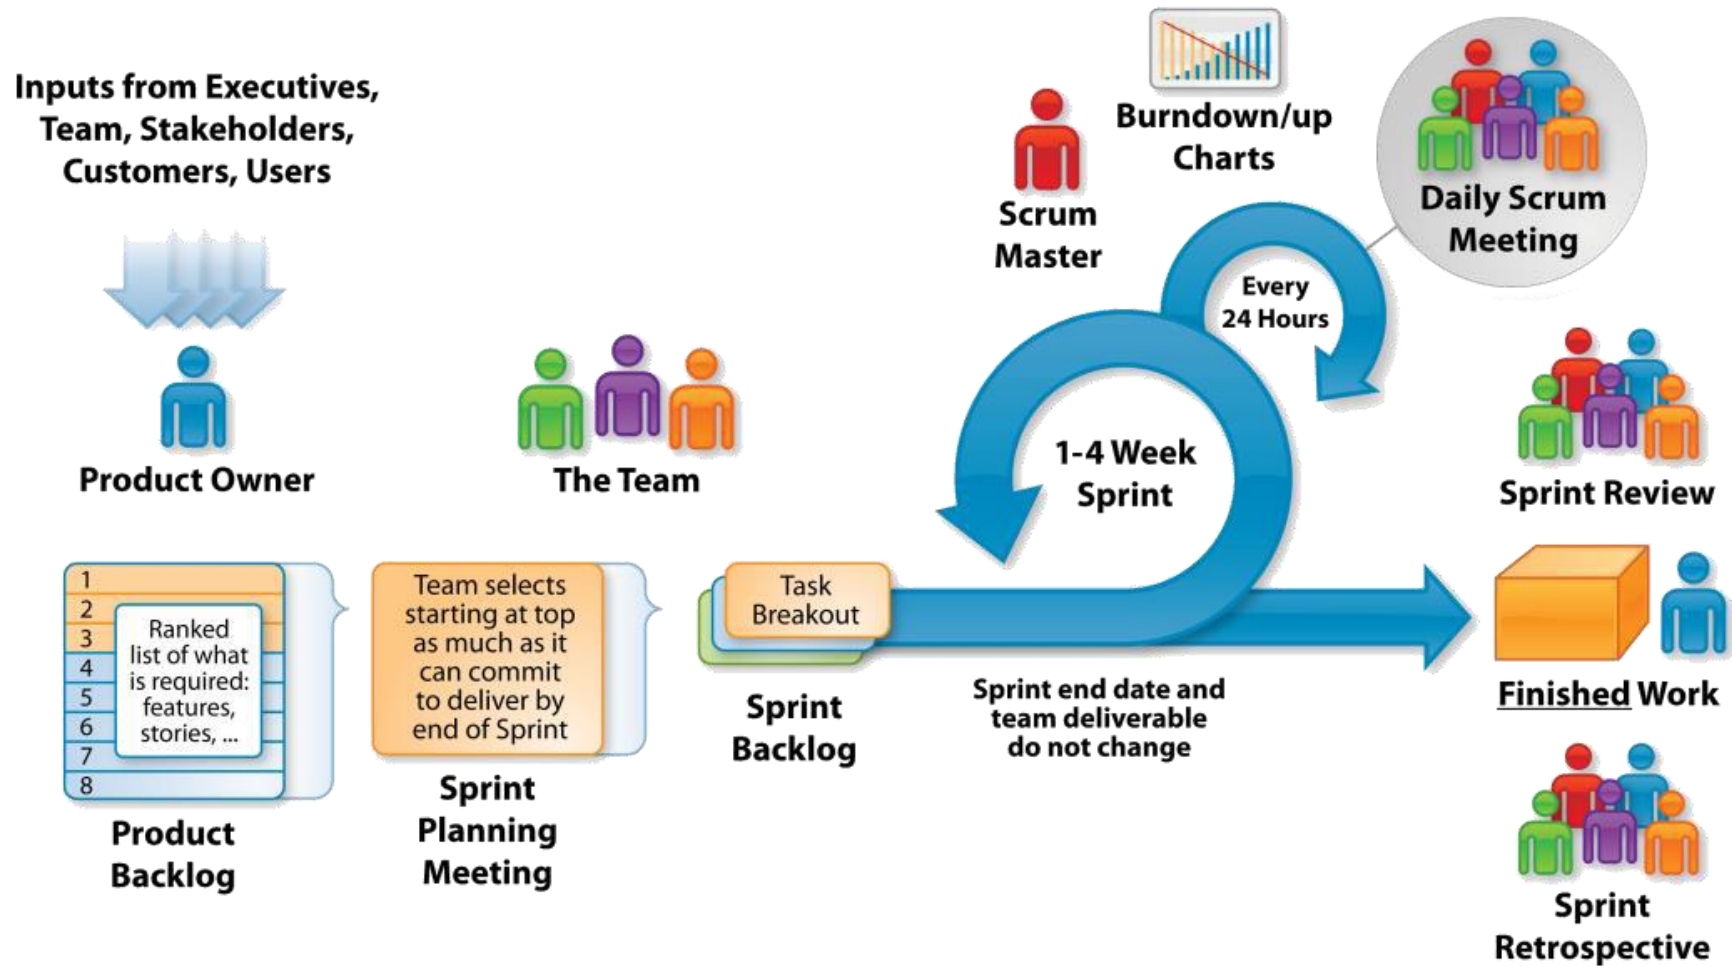 Inputs from Executives,
Team, Stakeholders,
Customers, Users
Product Owner
The Team
Scrum
Master
Burndown/up
Charts
Daily Scrum
Meeting
Every
24 Hours
1-4 Week
Sprint
Sprint Review
1
2
3
4
5
6
7
8
Ranked
list of what
is required:
features,
stories, ...
Product
Backlog
Team selects
starting at top
as much as it
can commit
to deliver by
end of Sprint
Sprint
Planning
Meeting
Task
Breakout
Sprint
Backlog
Sprint end date and
team deliverable
do not change
Finished Work
Sprint
Retrospective